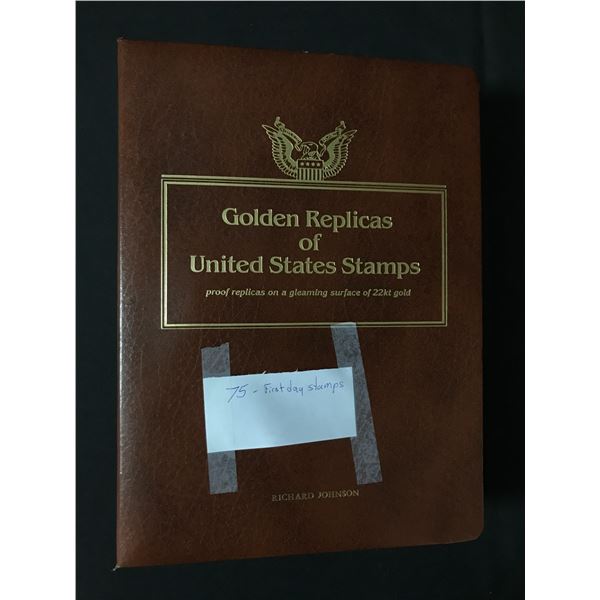 Golden Replicas
of
United States Stamps
proof replicas on a gleaming surface of 22kt gold
75 - First day stamps
RICHARD JOHNSON